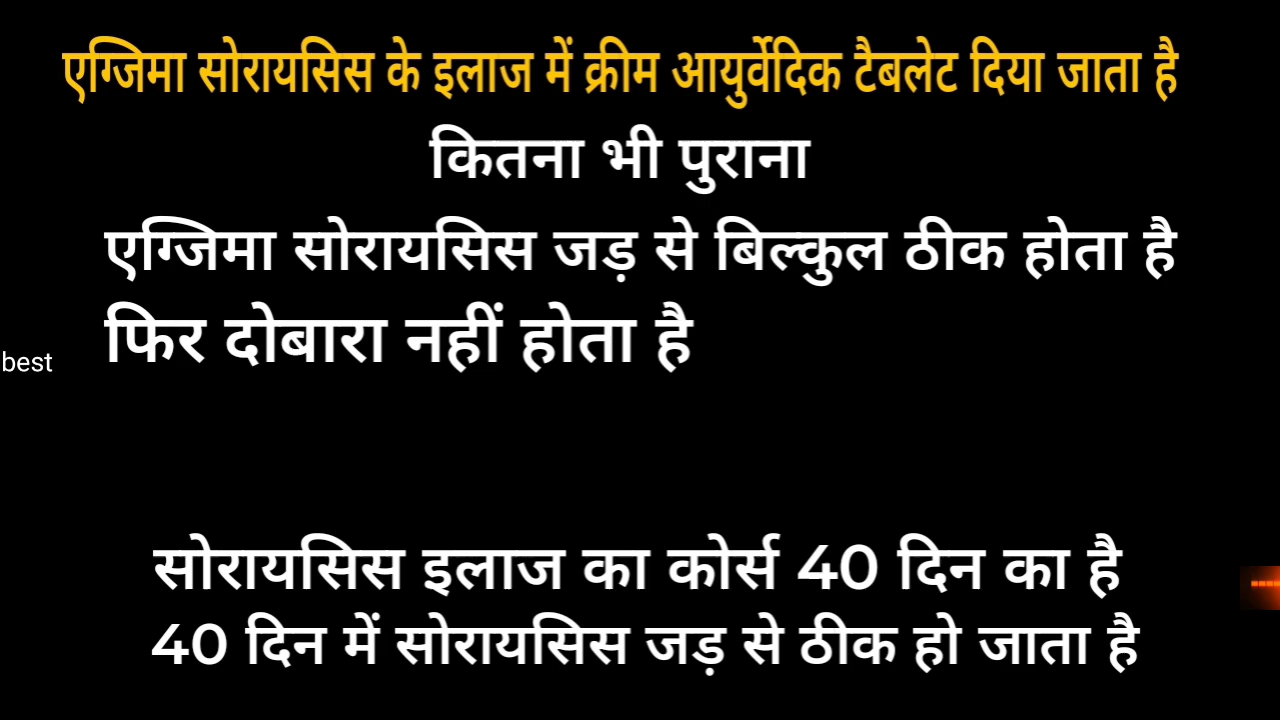 एग्जिमा सोरायसिस के इलाज में क्रीम आयुर्वेदिक टैबलेट दिया जाता है
कितना भी पुराना
एग्जिमा सोरायसिस जड़ से बिल्कुल ठीक होता है
फिर दोबारा नहीं होता है
best
सोरायसिस इलाज का कोर्स 40 दिन का है
40 दिन में सोरायसिस जड़ से ठीक हो जाता है